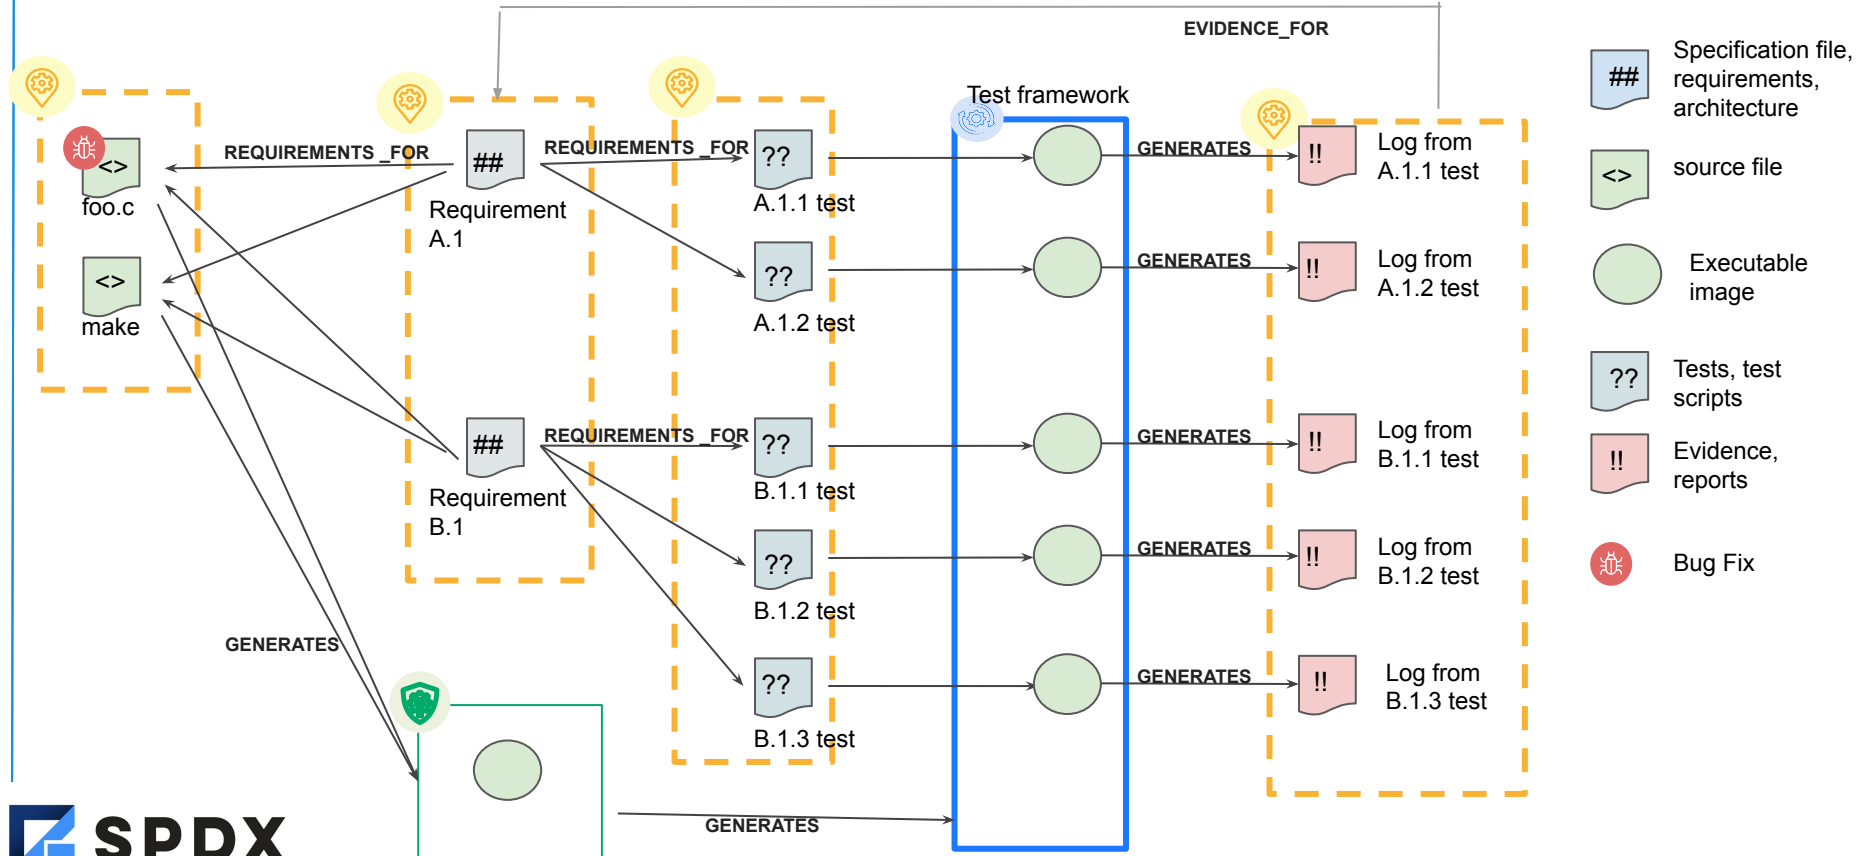 EVIDENCE_FOR
Test framework
<>
foo.c
<>
make
REQUIREMENTS _FOR
##
Requirement
A.1
REQUIREMENTS _FOR
??
A.1.1 test
??
A.1.2 test
GENERATES
!!
Log from
A.1.1 test
GENERATES
!!
Log from
A.1.2 test
##
Requirement
B.1
REQUIREMENTS _FOR
??
B.1.1 test
??
B.1.2 test
??
B.1.3 test
GENERATES
!!
Log from
B.1.1 test
GENERATES
!!
Log from
B.1.2 test
GENERATES
!!
Log from
B.1.3 test
GENERATES
GENERATES
SPDX
##
Specification file,
requirements,
architecture
<>
source file
Executable
image
??
Tests, test
scripts
!!
Evidence,
reports
Bug Fix